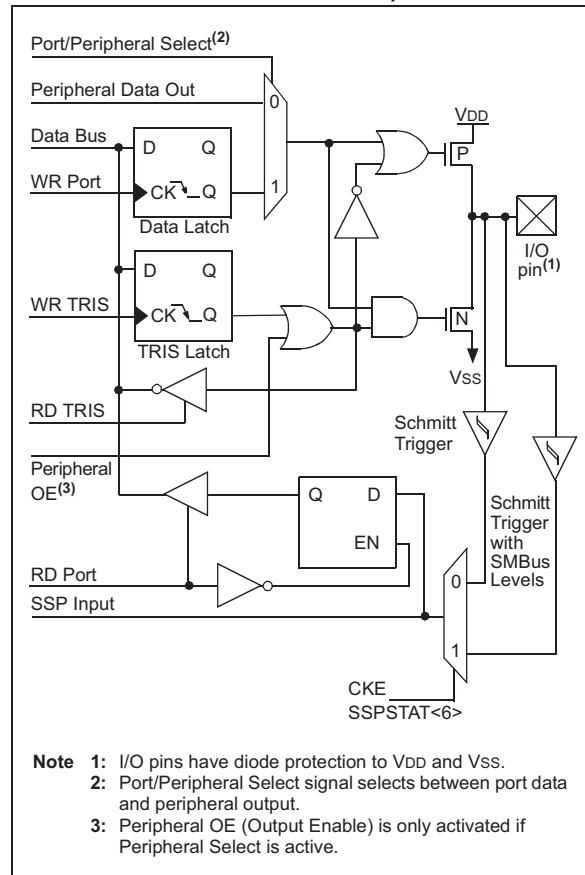 Port/Peripheral Select(2)
Peripheral Data Out
0
VDD
Data Bus
D Q
P
WR Port
CK Q
1
Data Latch
I/O
pin(1)
D Q
WR TRIS
CK Q
N
TRIS Latch
VSS
RD TRIS
Schmitt
Trigger
Peripheral
OE(3)
Q D
EN
Schmitt
Trigger
with
SMBus
Levels
RD Port
0
SSP Input
1
CKE
SSPSTAT<6>
Note 1: I/O pins have diode protection to VDD and VSS.
2: Port/Peripheral Select signal selects between port data
and peripheral output.
3: Peripheral OE (Output Enable) is only activated if
Peripheral Select is active.